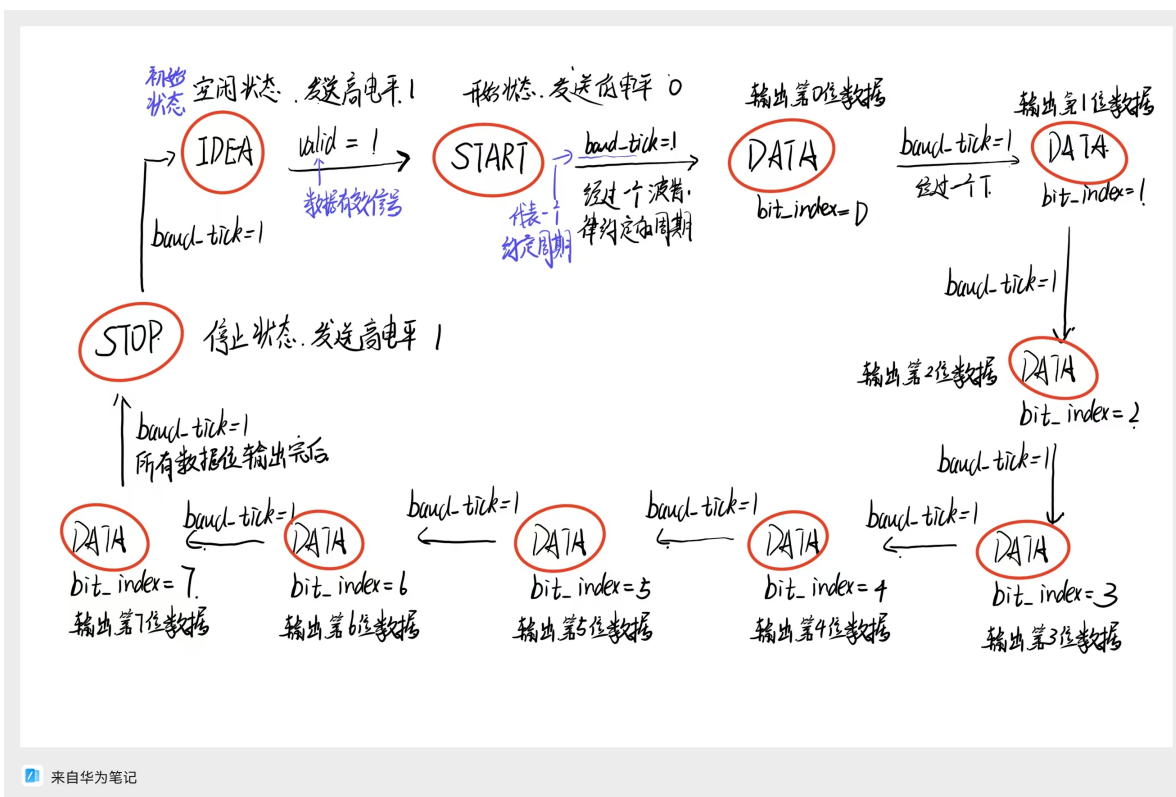 初始
状态
空闲状态.发送高电平.1
开始状态.发送低电平 0
输出第0位数据
输出第1位数据
IDEA
valid = 1
数据有效信号
START
baud_tick=1
经过一个波特.
律约定的周期
代表一个
约定周期
DATA
bit_index=0
baud_tick=1
经过一个T.
DATA
bit_index=1
baud_tick=1
baud_tick=1
STOP.
停止状态.发送高电平 1
输出第2位数据
DATA
bit_index=2
baud_tick=1
所有数据位输出完后
baud_tick=1
DATA
bit_index=7.
输出第7位数据
baud_tick=1
DATA
bit_index=6
输出第6位数据
baud_tick=1
DATA
bit_index=5
输出第5位数据
baud_tick=1
DATA
bit_index=4
输出第4位数据
baud_tick=1
DATA
bit_index=3
输出第3位数据
来自华为笔记